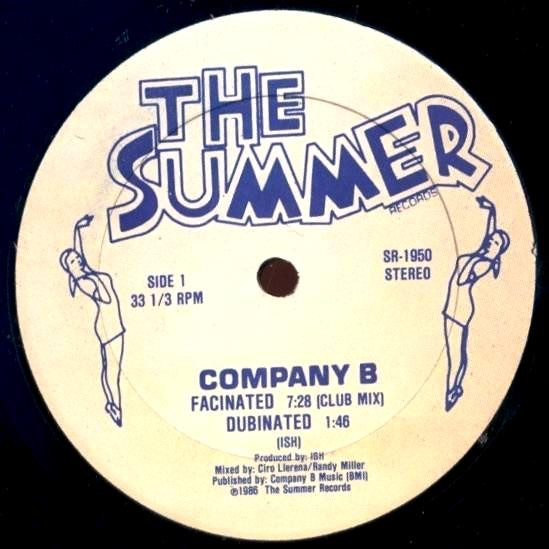 THE
SUMMER
RECORDS
SIDE 1
33 1/3 RPM
SR-1950
STEREO
COMPANY B
FACINATED 7:28 (CLUB MIX)
DUBINATED 1:46
(ISH)
Produced by: ISH
Mixed by: Ciro Llerena/Randy Miller
Published by: Company B Music (BMI)
℗1986 The Summer Records